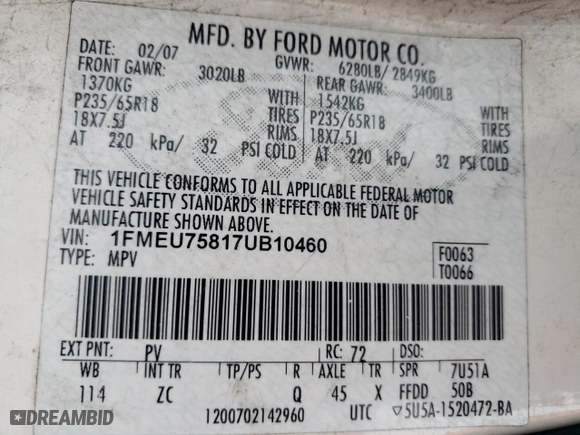 MFD. BY FORD MOTOR CO.
DATE: 02/07 GVWR: 6280LB/ 2849KG
FRONT GAWR: 3020LB REAR GAWR: 3400LB
1370KG WITH 1542KG WITH
P235/65R18 TIRES P235/65R18 TIRES
18X7.5J RIMS 18X7.5J RIMS
AT 220 kPa/ 32 PSI COLD AT 220 kPa/ 32 PSI COLD
Ford
THIS VEHICLE CONFORMS TO ALL APPLICABLE FEDERAL MOTOR
VEHICLE SAFETY STANDARDS IN EFFECT ON THE DATE OF
MANUFACTURE SHOWN ABOVE.
VIN: 1FMEU75817UB10460 F0063
TYPE: MPV T0066
EXT PNT: PV RC: 72 DSO:
WB INT TR TP/PS R AXLE TR SPR 7U51A
114 ZC Q 45 X FFDD 50B
1200702142960 UTC ▽5U5A-1520472-BA
DREAMBID